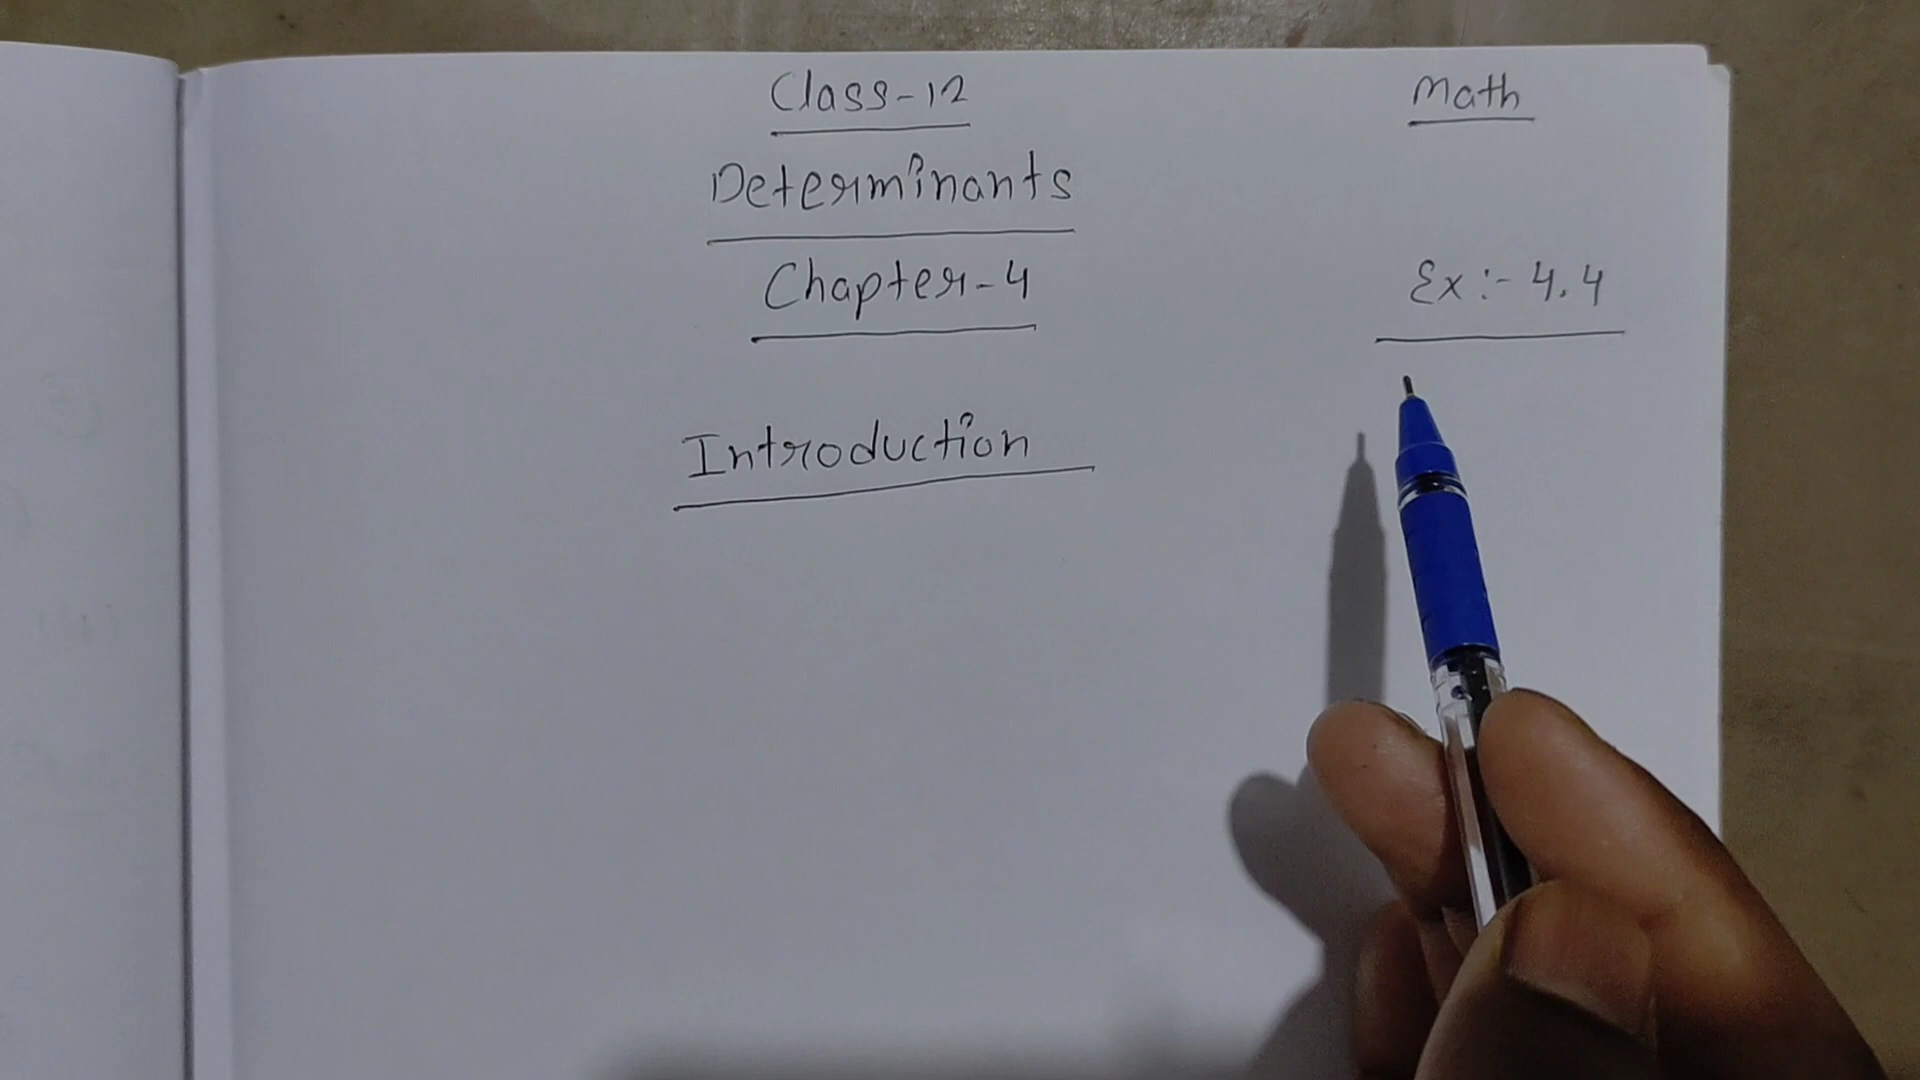 Class-12
Math
Determinants
Chapter-4
Ex:- 4.4
Introduction